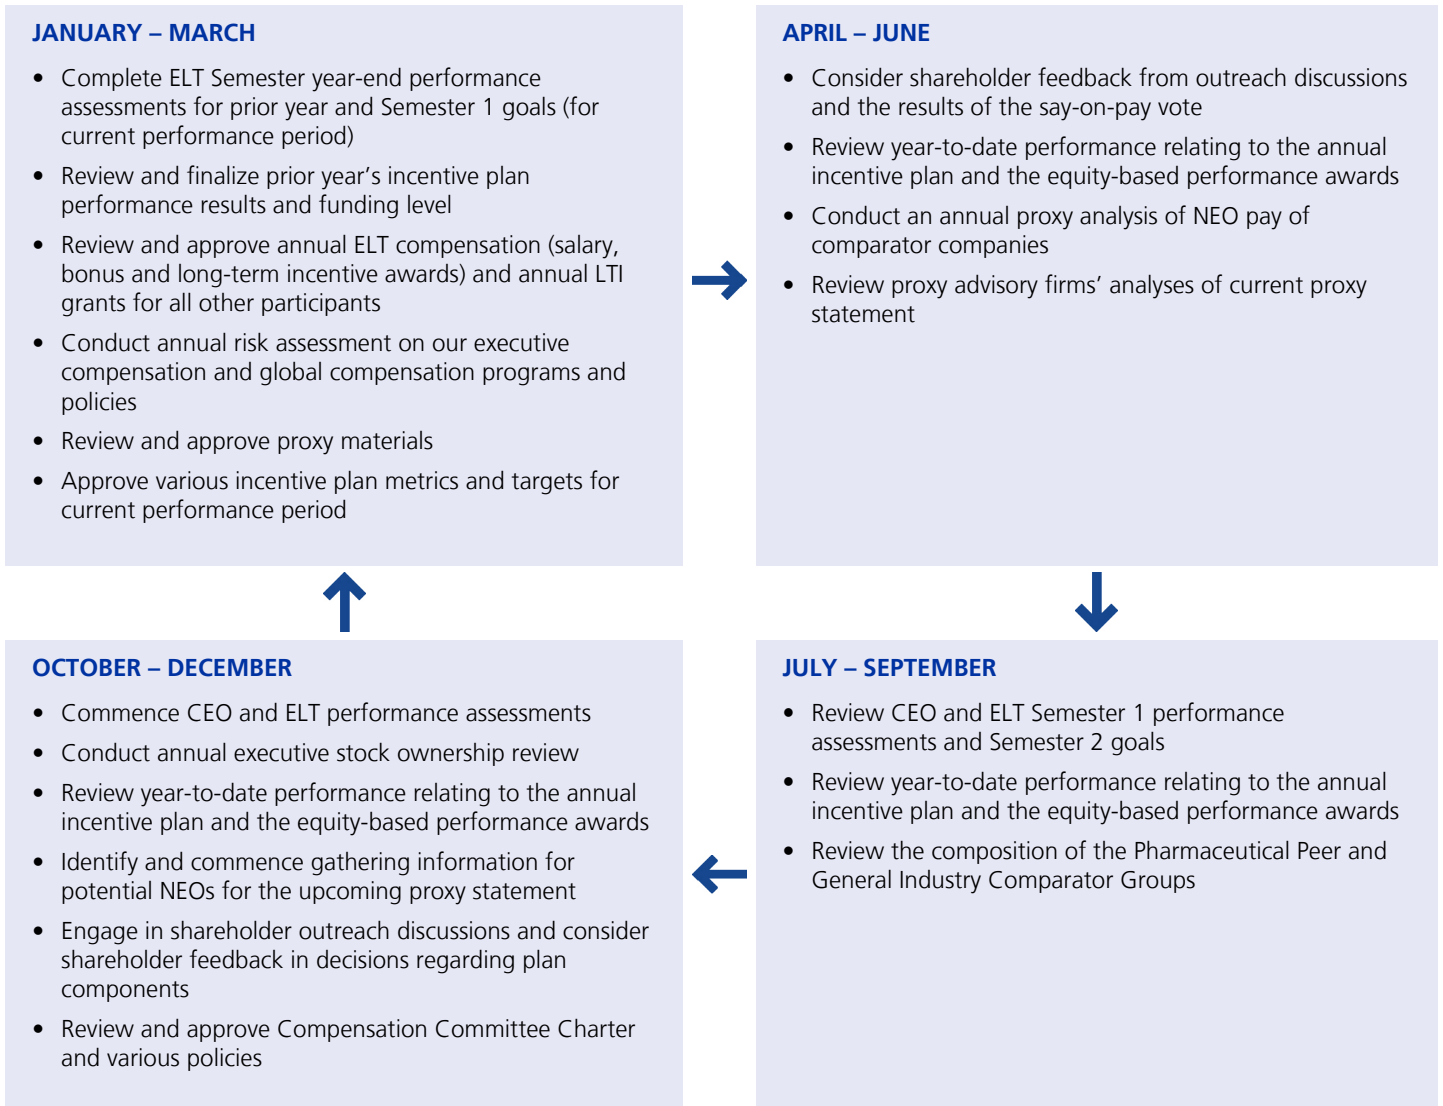 JANUARY – MARCH
• Complete ELT Semester year-end performance
assessments for prior year and Semester 1 goals (for
current performance period)
• Review and finalize prior year’s incentive plan
performance results and funding level
• Review and approve annual ELT compensation (salary,
bonus and long-term incentive awards) and annual LTI
grants for all other participants
• Conduct annual risk assessment on our executive
compensation and global compensation programs and
policies
• Review and approve proxy materials
• Approve various incentive plan metrics and targets for
current performance period
APRIL – JUNE
• Consider shareholder feedback from outreach discussions
and the results of the say-on-pay vote
• Review year-to-date performance relating to the annual
incentive plan and the equity-based performance awards
• Conduct an annual proxy analysis of NEO pay of
comparator companies
• Review proxy advisory firms’ analyses of current proxy
statement
JULY – SEPTEMBER
• Review CEO and ELT Semester 1 performance
assessments and Semester 2 goals
• Review year-to-date performance relating to the annual
incentive plan and the equity-based performance awards
• Review the composition of the Pharmaceutical Peer and
General Industry Comparator Groups
OCTOBER – DECEMBER
• Commence CEO and ELT performance assessments
• Conduct annual executive stock ownership review
• Review year-to-date performance relating to the annual
incentive plan and the equity-based performance awards
• Identify and commence gathering information for
potential NEOs for the upcoming proxy statement
• Engage in shareholder outreach discussions and consider
shareholder feedback in decisions regarding plan
components
• Review and approve Compensation Committee Charter
and various policies